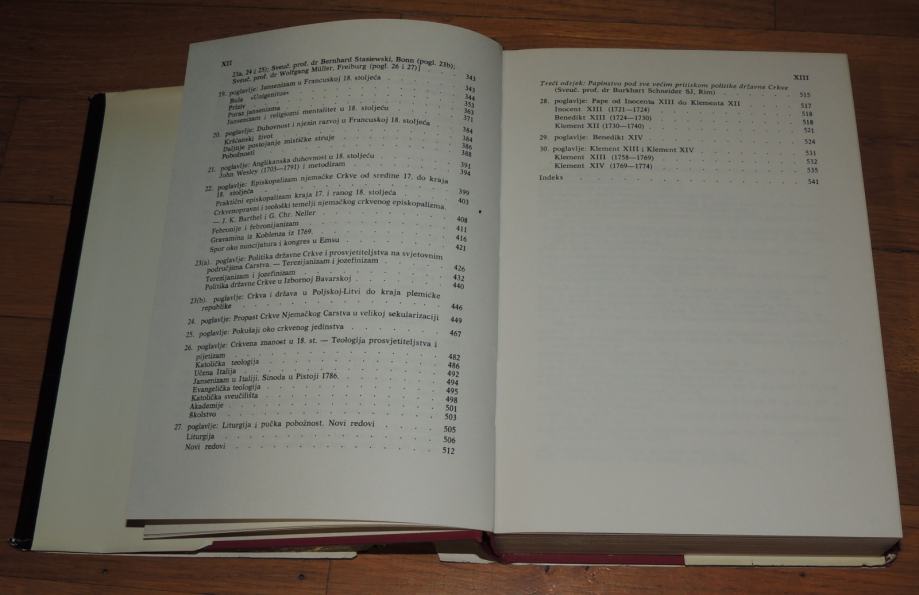 XII
23a, 24 i 25); Sveuč. prof. dr Bernhard Stasiewski, Bonn (pogl. 23b);
Sveuč. prof. dr Wolfgang Müller, Freiburg (pogl. 26 i 27)] 343
19. poglavlje: Jansenizam u Francuskoj 18. stoljeća 343
Bula »Unigenitus« 344
Priziv 353
Poraz jansenizma 363
Jansenizam i religiozni mentalitet u 18. stoljeću 371
20. poglavlje: Duhovnost i njezin razvoj u Francuskoj 18. stoljeća 384
Kršćanski život 384
Daljnje postojanje mističke struje 386
Pobožnosti 388
21. poglavlje: Anglikanska duhovnost u 18. stoljeću 391
John Wesley (1703—1791) i metodizam 394
22. poglavlje: Episkopalizam njemačke Crkve od sredine 17. do kraja
18. stoljeća 399
Praktični episkopalizam kraja 17. i ranog 18. stoljeća 403
Crkvenopravni i teološki temelji njemačkog crkvenog episkopalizma.
— J. K. Barthel i G. Chr. Neller 408
Febronije i febronijanizam 411
Gravamina iz Koblenza iz 1769. 416
Spor oko nuncijatura i kongres u Emsu 421
23(a). poglavlje: Politika državne Crkve i prosvjetiteljstva na svjetovnim
područjima Carstva. — Terezijanizam i jozefinizam 426
Terezijanizam i jozefinizam 432
Politika državne Crkve u Izbornoj Bavarskoj 440
23(b). poglavlje: Crkva i država u Poljskoj-Litvi do kraja plemićke
republike 446
24. poglavlje: Propast Crkve Njemačkog Carstva u velikoj sekularizaciji 449
25. poglavlje: Pokušaji oko crkvenog jedinstva 467
26. poglavlje: Crkvena znanost u 18. st. — Teologija prosvjetiteljstva i
pijetizam 482
Katolička teologija 486
Učena Italija 492
Jansenizam u Italiji. Sinoda u Pistoji 1786. 494
Evangelička teologija 495
Katolička sveučilišta 498
Akademije 501
Školstvo 503
27. poglavlje: Liturgija i pučka pobožnost. Novi redovi 505
Liturgija 506
Novi redovi 512
XIII
Treći odsjek: Papinstvo pod sve većim pritiskom politike državne Crkve
(Sveuč. prof. dr Burkhart Schneider SJ, Rim) 515
28. poglavlje: Pape od Inocenta XIII do Klementa XII 517
Inocent XIII (1721—1724) 518
Benedikt XIII (1724—1730) 518
Klement XII (1730—1740) 521
29. poglavlje: Benedikt XIV 524
30. poglavlje: Klement XIII i Klement XIV 531
Klement XIII (1758—1769) 532
Klement XIV (1769—1774) 535
Indeks 541